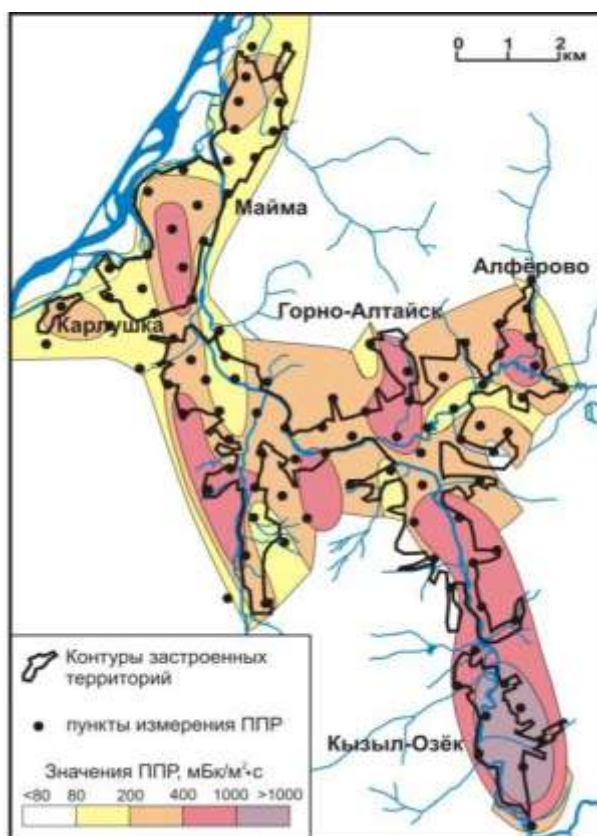 0 1 2
км
Майма
Алфёрово
Горно-Алтайск
Карлушка
Кызыл-Озёк
Контуры застроенных
территорий
пункты измерения ППР
Значения ППР, мБк/м²•с
<80 80 200 400 1000 >1000